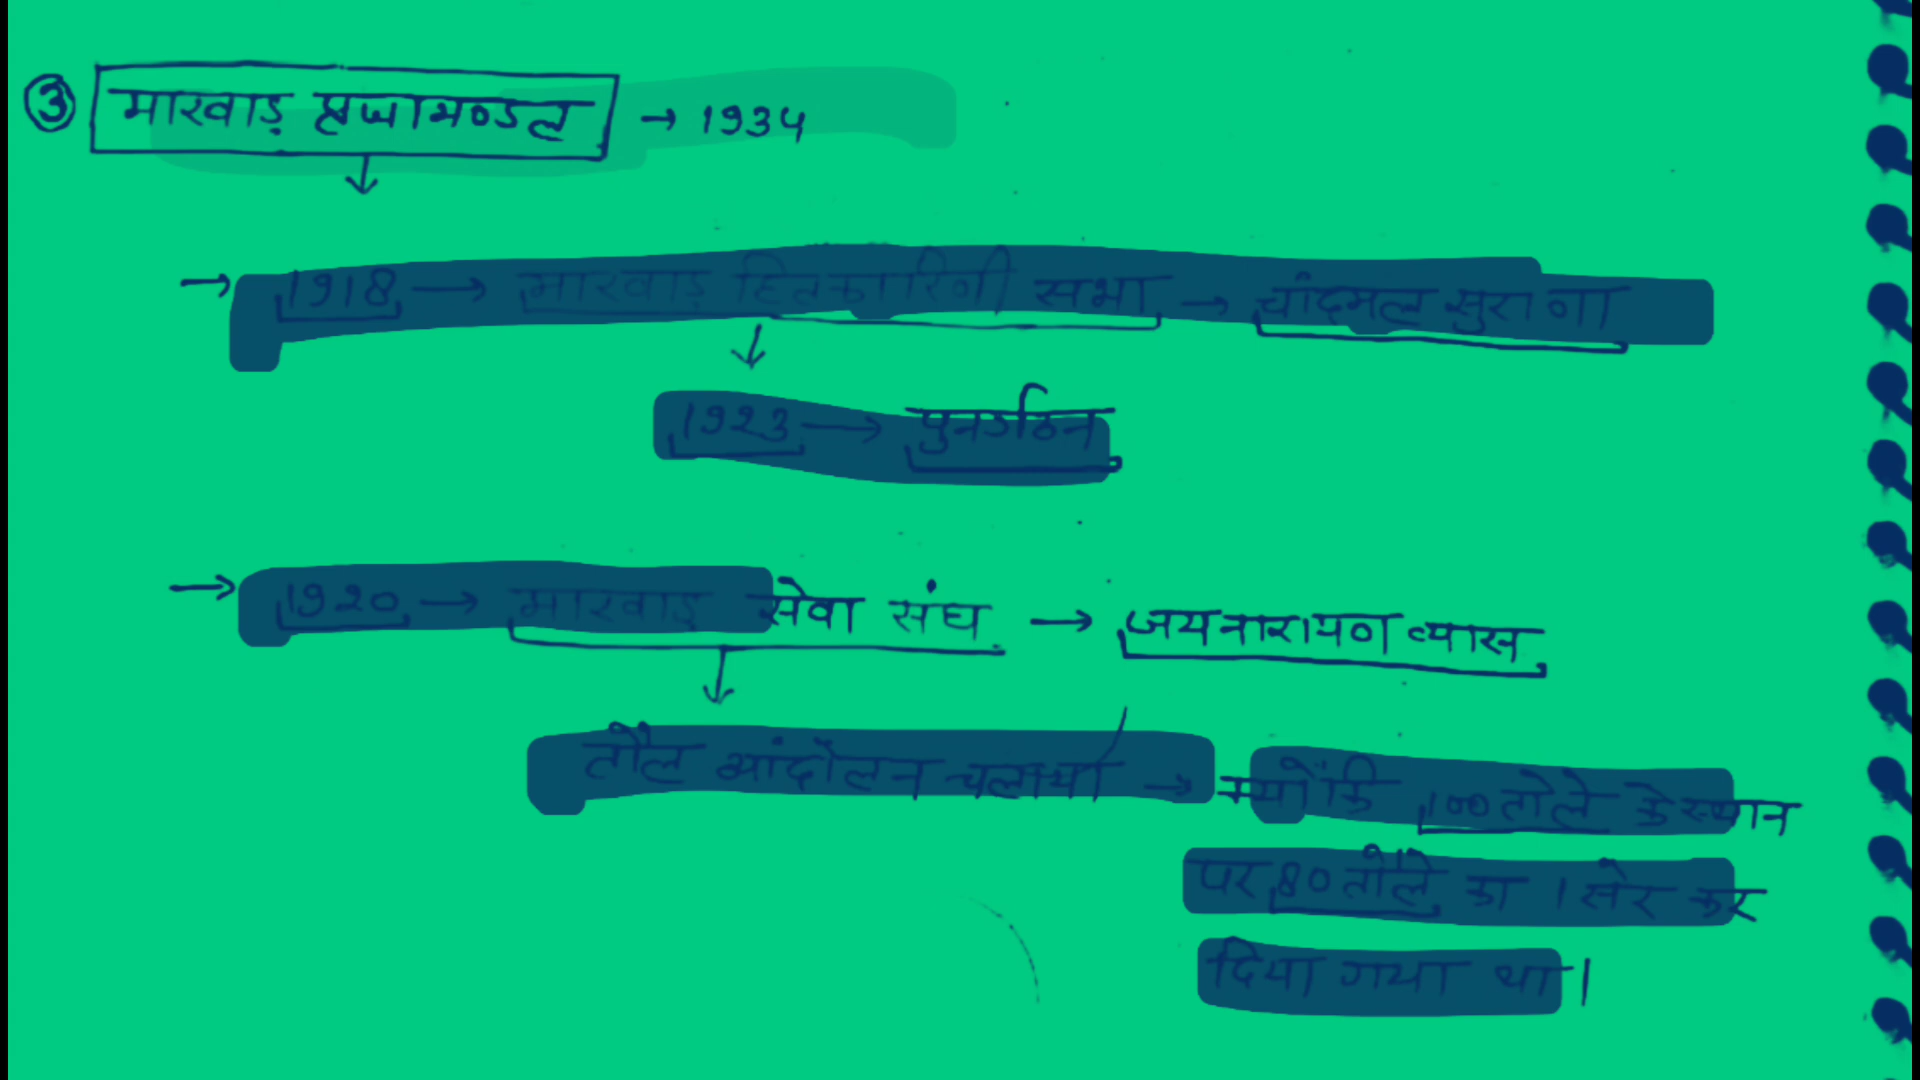 ③ मारवाड़ प्रजामण्डल → 1934
→ 1918 → मारवाड़ हितकारिणी सभा → चांदमल सुराणा
1923 → पुनर्गठन
→ 1920 → मारवाड़ सेवा संघ → जयनारायण व्यास
तौल आंदोलन चलाया → क्योंकि 100 तोले के स्थान
पर 80 तोले का 1 सेर कर
दिया गया था।